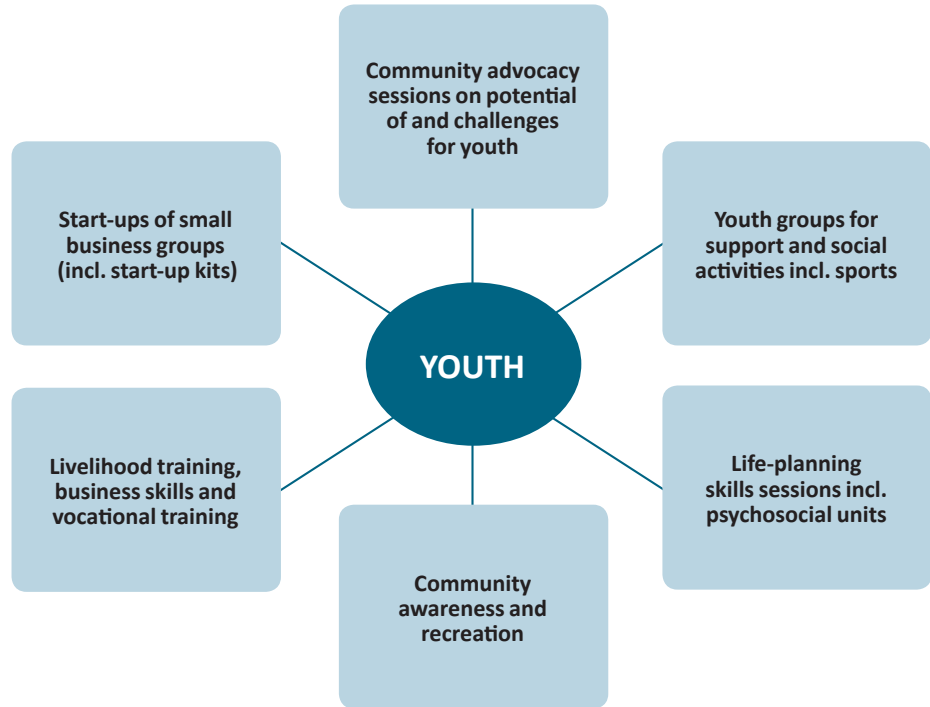 Community advocacy
sessions on potential
of and challenges
for youth
Start-ups of small
business groups
(incl. start-up kits)
Youth groups for
support and social
activities incl. sports
YOUTH
Livelihood training,
business skills and
vocational training
Life-planning
skills sessions incl.
psychosocial units
Community
awareness and
recreation